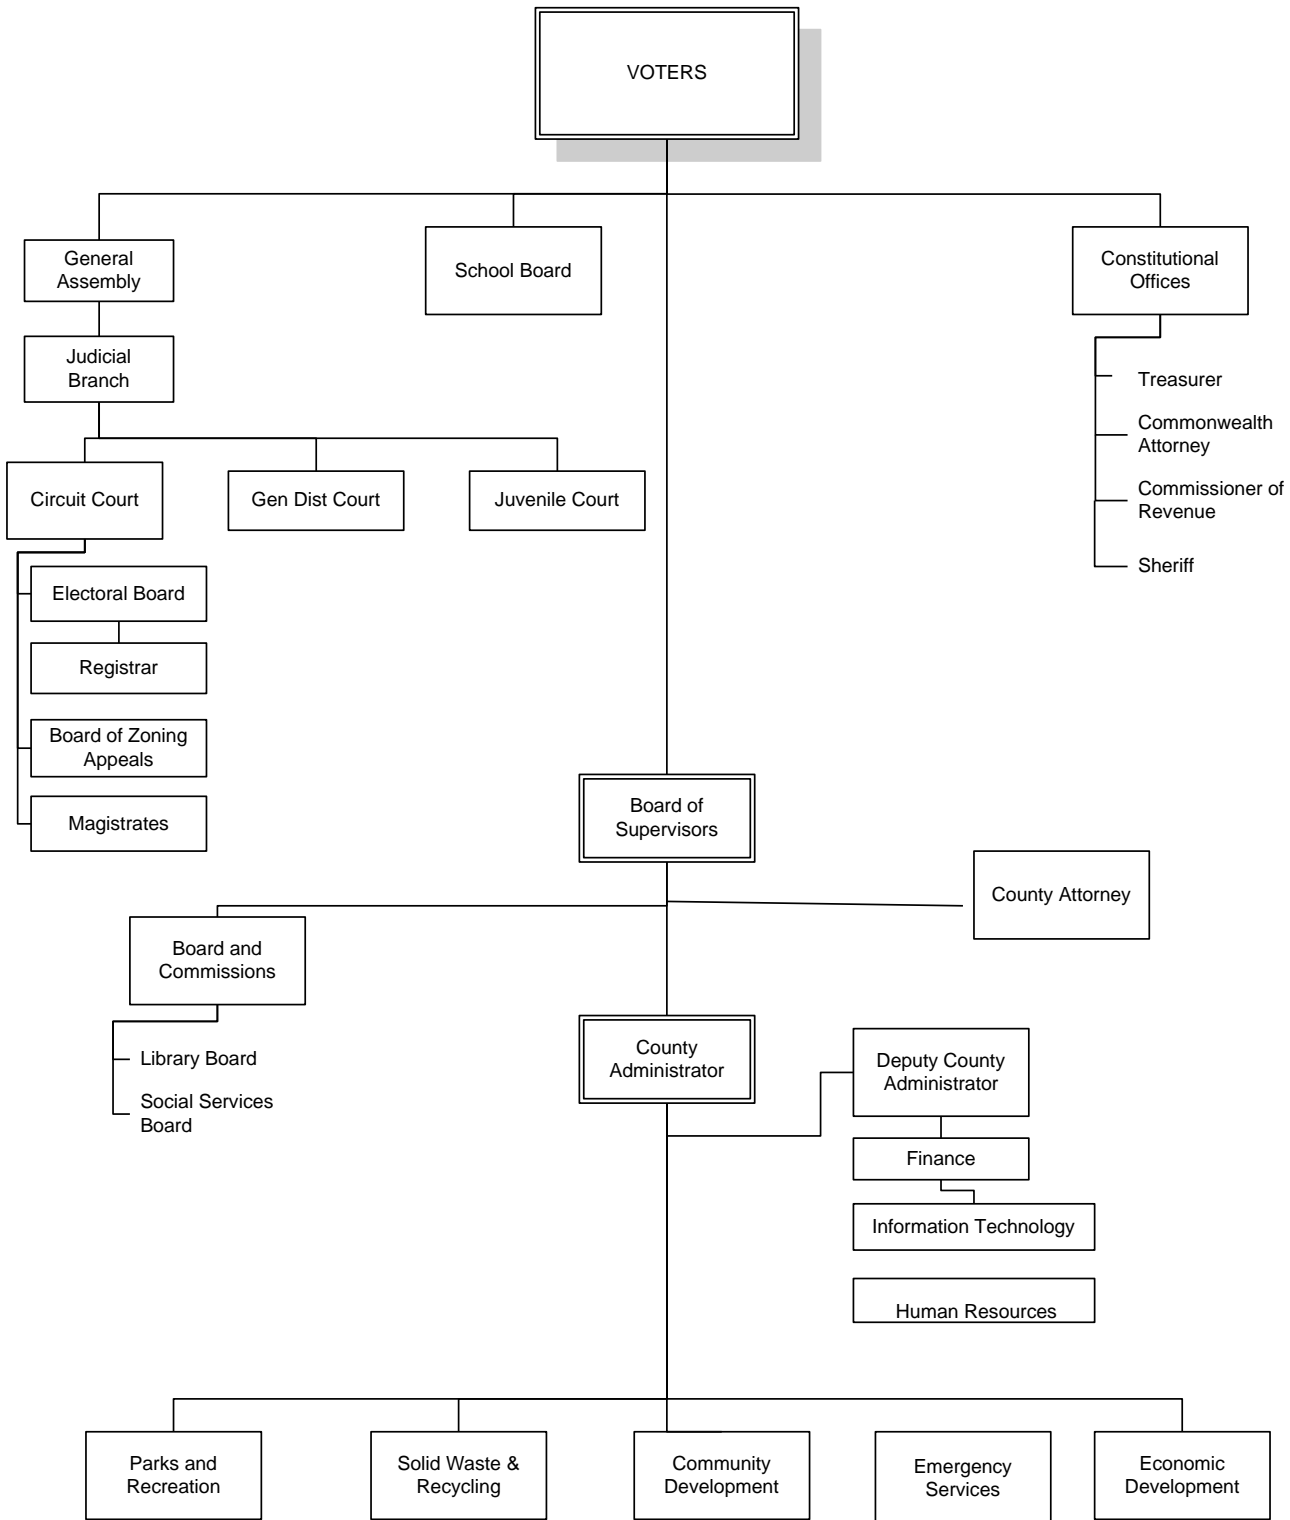 VOTERS
General
Assembly
School Board
Constitutional
Offices
Judicial
Branch
Treasurer
Commonwealth
Attorney
Commissioner of
Revenue
Sheriff
Circuit Court
Gen Dist Court
Juvenile Court
Electoral Board
Registrar
Board of Zoning
Appeals
Magistrates
Board of
Supervisors
County Attorney
Board and
Commissions
Library Board
Social Services
Board
County
Administrator
Deputy County
Administrator
Finance
Information Technology
Human Resources
Parks and
Recreation
Solid Waste &
Recycling
Community
Development
Emergency
Services
Economic
Development